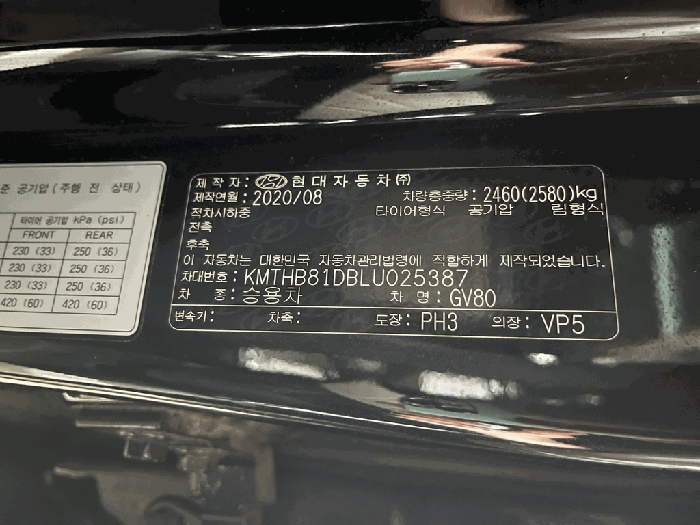 준 공기압 (주행 전 상태)
타이어 공기압 kPa (psi)
FRONT REAR
230 (33) 250 (36)
230 (33) 250 (36)
230 (33) 250 (36)
420 (60) 420 (60)
제 작 자 : 현대자동차㈜
제작연월 : 2020/08 차량총중량 : 2460(2580)kg
적차시하중 타이어형식 공기압 림형식
전축
후축
이 자동차는 대한민국 자동차관리법령에 적합하게 제작되었습니다.
차대번호 : KMTHB81DBLU025387
차 종 : 승용차 차 명 : GV80
변속기 : 차축 : 도장 : PH3 의장 : VP5